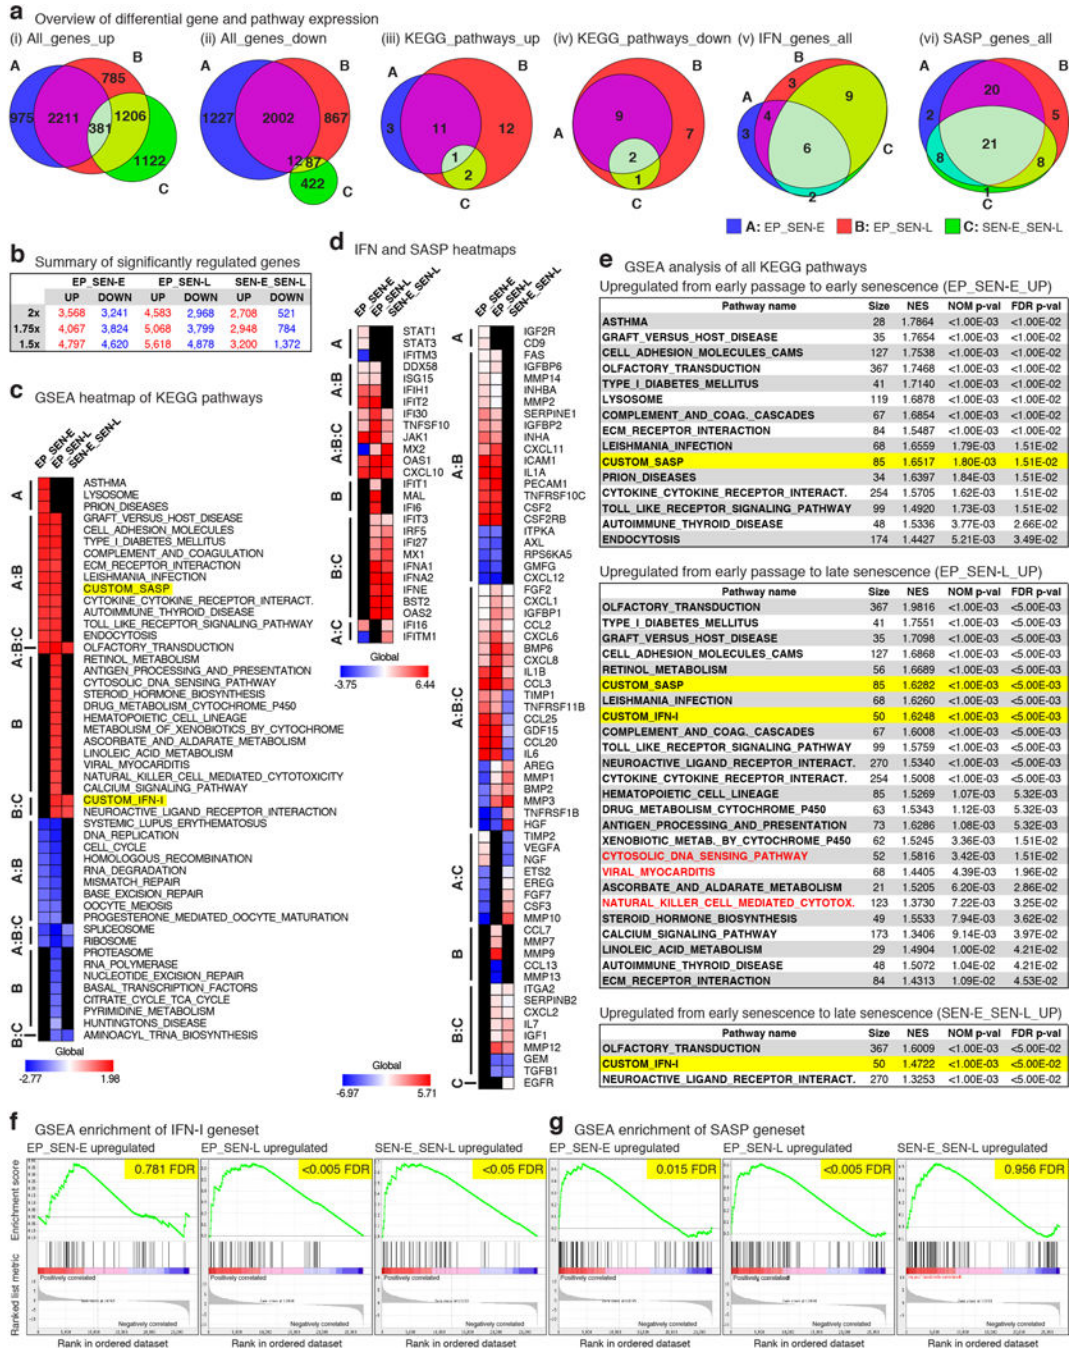 a Overview of differential gene and pathway expression
(i) All_genes_up
(ii) All_genes_down
(iii) KEGG_pathways_up
(iv) KEGG_pathways_down
(v) IFN_genes_all
(vi) SASP_genes_all
A B C 975 2211 785 381 1206 1122
A B C 1227 2002 867 12 87 422
A B C 3 11 12 1 2
A B C 9 7 2 1
A B C 3 4 3 9 6 2
A B C 2 20 5 21 8 8 1
A: EP_SEN-E B: EP_SEN-L C: SEN-E_SEN-L
b Summary of significantly regulated genes
EP_SEN-E EP_SEN-L SEN-E_SEN-L
UP DOWN UP DOWN UP DOWN
2x 3,568 3,241 4,583 2,968 2,708 521
1.75x 4,067 3,824 5,068 3,799 2,948 784
1.5x 4,797 4,620 5,618 4,878 3,200 1,372
c GSEA heatmap of KEGG pathways
EP_SEN-E
EP_SEN-L
SEN-E_SEN-L
A
ASTHMA
LYSOSOME
PRION_DISEASES
A:B
GRAFT_VERSUS_HOST_DISEASE
CELL_ADHESION_MOLECULES
TYPE_I_DIABETES_MELLITUS
COMPLEMENT_AND_COAGULATION
ECM_RECEPTOR_INTERACTION
LEISHMANIA_INFECTION
CUSTOM_SASP
CYTOKINE_CYTOKINE_RECEPTOR_INTERACT.
AUTOIMMUNE_THYROID_DISEASE
TOLL_LIKE_RECEPTOR_SIGNALING_PATHWAY
ENDOCYTOSIS
A:B:C
OLFACTORY_TRANSDUCTION
B
RETINOL_METABOLISM
ANTIGEN_PROCESSING_AND_PRESENTATION
CYTOSOLIC_DNA_SENSING_PATHWAY
STEROID_HORMONE_BIOSYNTHESIS
DRUG_METABOLISM_CYTOCHROME_P450
HEMATOPOIETIC_CELL_LINEAGE
METABOLISM_OF_XENOBIOTICS_BY_CYTOCHROME
ASCORBATE_AND_ALDARATE_METABOLISM
LINOLEIC_ACID_METABOLISM
VIRAL_MYOCARDITIS
NATURAL_KILLER_CELL_MEDIATED_CYTOTOXICITY
CALCIUM_SIGNALING_PATHWAY
B:C
CUSTOM_IFN-I
NEUROACTIVE_LIGAND_RECEPTOR_INTERACTION
A:B
SYSTEMIC_LUPUS_ERYTHEMATOSUS
DNA_REPLICATION
CELL_CYCLE
HOMOLOGOUS_RECOMBINATION
RNA_DEGRADATION
MISMATCH_REPAIR
BASE_EXCISION_REPAIR
OOCYTE_MEIOSIS
PROGESTERONE_MEDIATED_OOCYTE_MATURATION
A:B:C
SPLICEOSOME
RIBOSOME
B
PROTEASOME
RNA_POLYMERASE
NUCLEOTIDE_EXCISION_REPAIR
BASAL_TRANSCRIPTION_FACTORS
CITRATE_CYCLE_TCA_CYCLE
PYRIMIDINE_METABOLISM
HUNTINGTONS_DISEASE
B:C
AMINOACYL_TRNA_BIOSYNTHESIS
Global
-2.77 1.98
d IFN and SASP heatmaps
EP_SEN-E
EP_SEN-L
SEN-E_SEN-L
A
STAT1
STAT3
IFITM3
A:B
DDX58
ISG15
IFIH1
IFIT2
A:B:C
IFI30
TNFSF10
JAK1
MX2
OAS1
CXCL10
B
IFIT1
MAL
IFI6
B:C
IFIT3
IRF5
IFI27
MX1
IFNA1
IFNA2
IFNE
BST2
OAS2
A:C
IFI16
IFITM1
Global
-3.75 6.44
EP_SEN-E
EP_SEN-L
SEN-E_SEN-L
A
IGF2R
CD9
A:B
FAS
IGFBP6
MMP14
INHBA
MMP2
SERPINE1
IGFBP2
INHA
CXCL11
ICAM1
IL1A
PECAM1
TNFRSF10C
CSF2
CSF2RB
ITPKA
AXL
RPS6KA5
GMFG
CXCL12
A:B:C
FGF2
CXCL1
IGFBP1
CCL2
CXCL6
BMP6
CXCL8
IL1B
CCL3
TIMP1
TNFRSF11B
CCL25
GDF15
CCL20
IL6
AREG
MMP1
BMP2
MMP3
TNFRSF1B
HGF
A:C
TIMP2
VEGFA
NGF
ETS2
EREG
FGF7
CSF3
MMP10
B
CCL7
MMP7
MMP9
CCL13
MMP13
B:C
ITGA2
SERPINB2
CXCL2
IL7
IGF1
MMP12
GEM
TGFB1
C
EGFR
Global
-6.97 5.71
e GSEA analysis of all KEGG pathways
Upregulated from early passage to early senescence (EP_SEN-E_UP)
Pathway name Size NES NOM p-val FDR p-val
ASTHMA 28 1.7864 <1.00E-03 <1.00E-02
GRAFT_VERSUS_HOST_DISEASE 35 1.7654 <1.00E-03 <1.00E-02
CELL_ADHESION_MOLECULES_CAMS 127 1.7538 <1.00E-03 <1.00E-02
OLFACTORY_TRANSDUCTION 367 1.7468 <1.00E-03 <1.00E-02
TYPE_I_DIABETES_MELLITUS 41 1.7140 <1.00E-03 <1.00E-02
LYSOSOME 119 1.6878 <1.00E-03 <1.00E-02
COMPLEMENT_AND_COAG._CASCADES 67 1.6854 <1.00E-03 <1.00E-02
ECM_RECEPTOR_INTERACTION 84 1.5487 <1.00E-03 <1.00E-02
LEISHMANIA_INFECTION 68 1.6559 1.79E-03 1.51E-02
CUSTOM_SASP 85 1.6517 1.80E-03 1.51E-02
PRION_DISEASES 34 1.6397 1.84E-03 1.51E-02
CYTOKINE_CYTOKINE_RECEPTOR_INTERACT. 254 1.5705 1.62E-03 1.51E-02
TOLL_LIKE_RECEPTOR_SIGNALING_PATHWAY 99 1.4920 1.73E-03 1.51E-02
AUTOIMMUNE_THYROID_DISEASE 48 1.5336 3.77E-03 2.66E-02
ENDOCYTOSIS 174 1.4427 5.21E-03 3.49E-02
Upregulated from early passage to late senescence (EP_SEN-L_UP)
Pathway name Size NES NOM p-val FDR p-val
OLFACTORY_TRANSDUCTION 367 1.9816 <1.00E-03 <5.00E-03
TYPE_I_DIABETES_MELLITUS 41 1.7551 <1.00E-03 <5.00E-03
GRAFT_VERSUS_HOST_DISEASE 35 1.7098 <1.00E-03 <5.00E-03
CELL_ADHESION_MOLECULES_CAMS 127 1.6868 <1.00E-03 <5.00E-03
RETINOL_METABOLISM 56 1.6689 <1.00E-03 <5.00E-03
CUSTOM_SASP 85 1.6282 <1.00E-03 <5.00E-03
LEISHMANIA_INFECTION 68 1.6260 <1.00E-03 <5.00E-03
CUSTOM_IFN-I 50 1.6248 <1.00E-03 <5.00E-03
COMPLEMENT_AND_COAG._CASCADES 67 1.6008 <1.00E-03 <5.00E-03
TOLL_LIKE_RECEPTOR_SIGNALING_PATHWAY 99 1.5759 <1.00E-03 <5.00E-03
NEUROACTIVE_LIGAND_RECEPTOR_INTERACT. 270 1.5340 <1.00E-03 <5.00E-03
CYTOKINE_CYTOKINE_RECEPTOR_INTERACT. 254 1.5008 <1.00E-03 <5.00E-03
HEMATOPOIETIC_CELL_LINEAGE 85 1.5269 1.07E-03 5.32E-03
DRUG_METABOLISM_CYTOCHROME_P450 63 1.5343 1.12E-03 5.32E-03
ANTIGEN_PROCESSING_AND_PRESENTATION 73 1.6286 1.08E-03 5.32E-03
XENOBIOTIC_METAB._BY_CYTOCHROME_P450 62 1.5245 3.36E-03 1.51E-02
CYTOSOLIC_DNA_SENSING_PATHWAY 52 1.5816 3.42E-03 1.51E-02
VIRAL_MYOCARDITIS 68 1.4405 4.39E-03 1.96E-02
ASCORBATE_AND_ALDARATE_METABOLISM 21 1.5205 6.20E-03 2.86E-02
NATURAL_KILLER_CELL_MEDIATED_CYTOTOX. 123 1.3730 7.22E-03 3.25E-02
STEROID_HORMONE_BIOSYNTHESIS 49 1.5533 7.94E-03 3.62E-02
CALCIUM_SIGNALING_PATHWAY 173 1.3406 9.14E-03 3.97E-02
LINOLEIC_ACID_METABOLISM 29 1.4904 1.00E-02 4.21E-02
AUTOIMMUNE_THYROID_DISEASE 48 1.5072 1.04E-02 4.21E-02
ECM_RECEPTOR_INTERACTION 84 1.4313 1.09E-02 4.53E-02
Upregulated from early senescence to late senescence (SEN-E_SEN-L_UP)
Pathway name Size NES NOM p-val FDR p-val
OLFACTORY_TRANSDUCTION 367 1.6009 <1.00E-03 <5.00E-02
CUSTOM_IFN-I 50 1.4722 <1.00E-03 <5.00E-02
NEUROACTIVE_LIGAND_RECEPTOR_INTERACT. 270 1.3253 <1.00E-03 <5.00E-02
f GSEA enrichment of IFN-I geneset
EP_SEN-E upregulated
EP_SEN-L upregulated
SEN-E_SEN-L upregulated
0.781 FDR
<0.005 FDR
<0.05 FDR
Enrichment score
Ranked list metric
Positively correlated
Negatively correlated
Positively correlated
Negatively correlated
Positively correlated
Negatively correlated
Rank in ordered dataset
Rank in ordered dataset
Rank in ordered dataset
g GSEA enrichment of SASP geneset
EP_SEN-E upregulated
EP_SEN-L upregulated
SEN-E_SEN-L upregulated
0.015 FDR
<0.005 FDR
0.956 FDR
Positively correlated
Negatively correlated
Positively correlated
Negatively correlated
Negatively correlated
Rank in ordered dataset
Rank in ordered dataset
Rank in ordered dataset